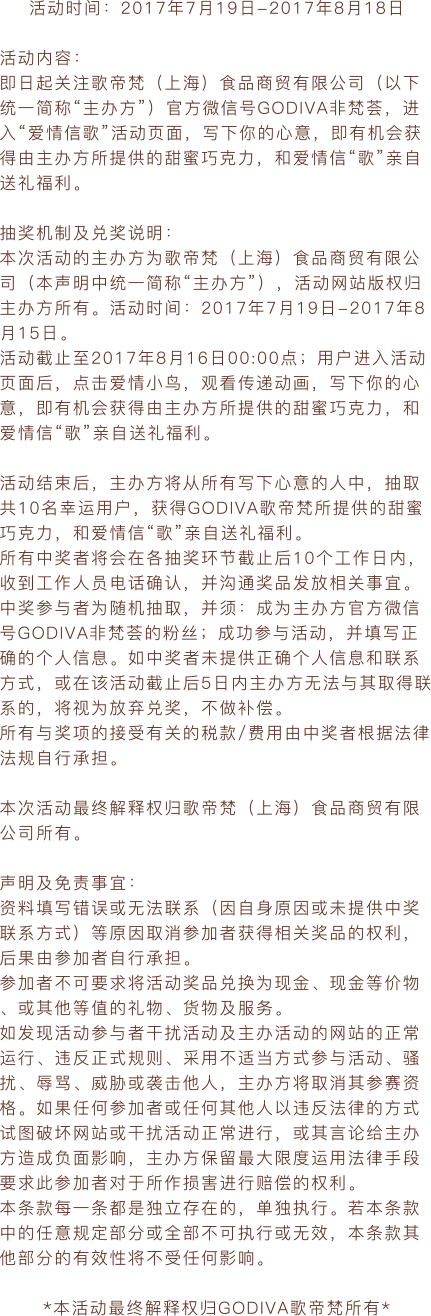 活动时间：2017年7月19日-2017年8月18日
活动内容：
即日起关注歌帝梵（上海）食品商贸有限公司（以下
统一简称“主办方”）官方微信号GODIVA非梵荟，进
入“爱情信歌”活动页面，写下你的心意，即有机会获
得由主办方所提供的甜蜜巧克力，和爱情信“歌”亲自
送礼福利。
抽奖机制及兑奖说明：
本次活动的主办方为歌帝梵（上海）食品商贸有限公
司（本声明中统一简称“主办方”），活动网站版权归
主办方所有。活动时间：2017年7月19日-2017年8
月15日。
活动截止至2017年8月16日00:00点；用户进入活动
页面后，点击爱情小鸟，观看传递动画，写下你的心
意，即有机会获得由主办方所提供的甜蜜巧克力，和
爱情信“歌”亲自送礼福利。
活动结束后，主办方将从所有写下心意的人中，抽取
共10名幸运用户，获得GODIVA歌帝梵所提供的甜蜜
巧克力，和爱情信“歌”亲自送礼福利。
所有中奖者将会在各抽奖环节截止后10个工作日内，
收到工作人员电话确认，并沟通奖品发放相关事宜。
中奖参与者为随机抽取，并须：成为主办方官方微信
号GODIVA非梵荟的粉丝；成功参与活动，并填写正
确的个人信息。如中奖者未提供正确个人信息和联系
方式，或在该活动截止后5日内主办方无法与其取得联
系的，将视为放弃兑奖，不做补偿。
所有与奖项的接受有关的税款/费用由中奖者根据法律
法规自行承担。
本次活动最终解释权归歌帝梵（上海）食品商贸有限
公司所有。
声明及免责事宜：
资料填写错误或无法联系（因自身原因或未提供中奖
联系方式）等原因取消参加者获得相关奖品的权利，
后果由参加者自行承担。
参加者不可要求将活动奖品兑换为现金、现金等价物
、或其他等值的礼物、货物及服务。
如发现活动参与者干扰活动及主办活动的网站的正常
运行、违反正式规则、采用不适当方式参与活动、骚
扰、辱骂、威胁或袭击他人，主办方将取消其参赛资
格。如果任何参加者或任何其他人以违反法律的方式
试图破坏网站或干扰活动正常进行，或其言论给主办
方造成负面影响，主办方保留最大限度运用法律手段
要求此参加者对于所作损害进行赔偿的权利。
本条款每一条都是独立存在的，单独执行。若本条款
中的任意规定部分或全部不可执行或无效，本条款其
他部分的有效性将不受任何影响。
*本活动最终解释权归GODIVA歌帝梵所有*